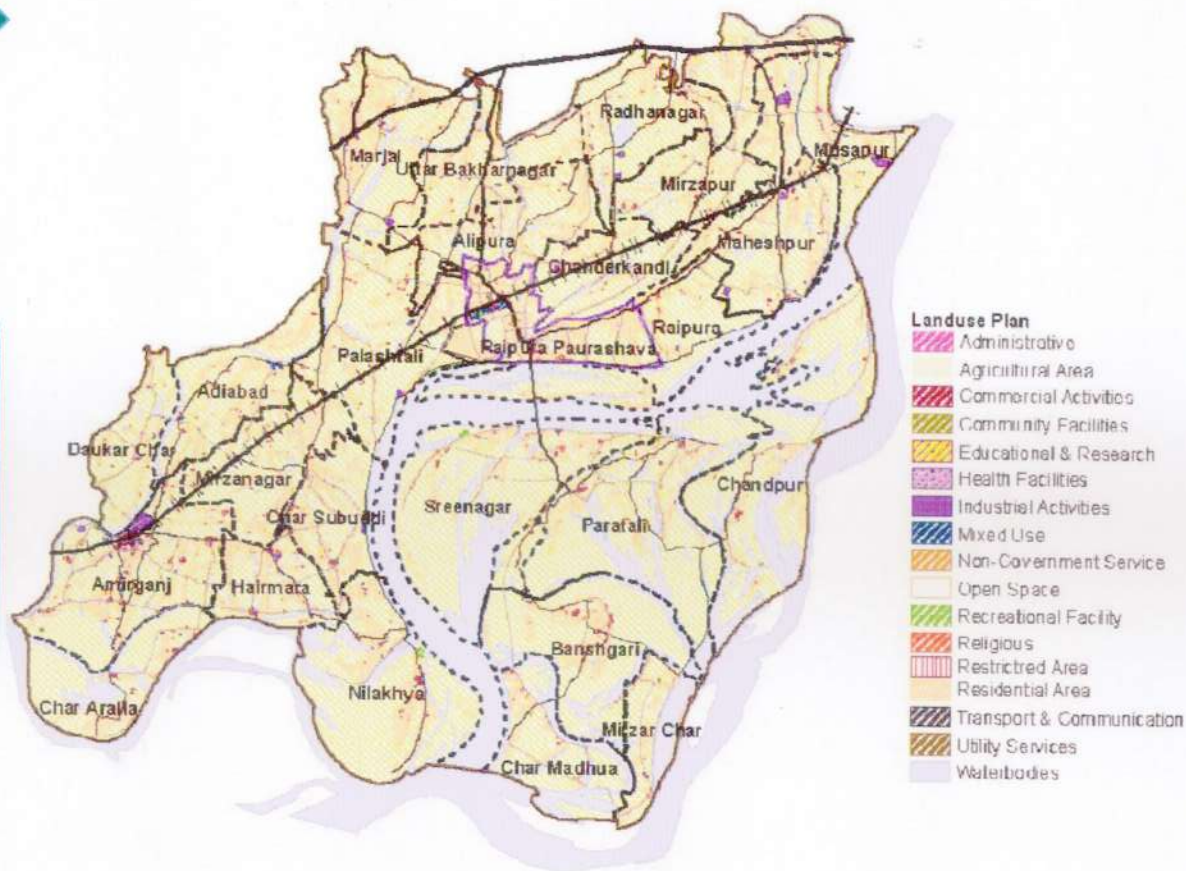 Radhanagar
Marjal
Uttar Bakharnagar
Musapur
Mirzapur
Alipura
Maheshpur
Chanderkandi
Raipura
Raipura Paurashava
Palashtali
Adiabad
Daukar Char
Mirzanagar
Chandpur
Char Subuddi
Sreenagar
Paratali
Amirganj
Hairmara
Banshgari
Nilakhya
Char Aralia
Mirzar Char
Char Madhua
Landuse Plan
Administrative
Agricultural Area
Commercial Activities
Community Facilities
Educational & Research
Health Facilities
Industrial Activities
Mixed Use
Non-Government Service
Open Space
Recreational Facility
Religious
Restrictred Area
Residential Area
Transport & Communication
Utility Services
Waterbodies